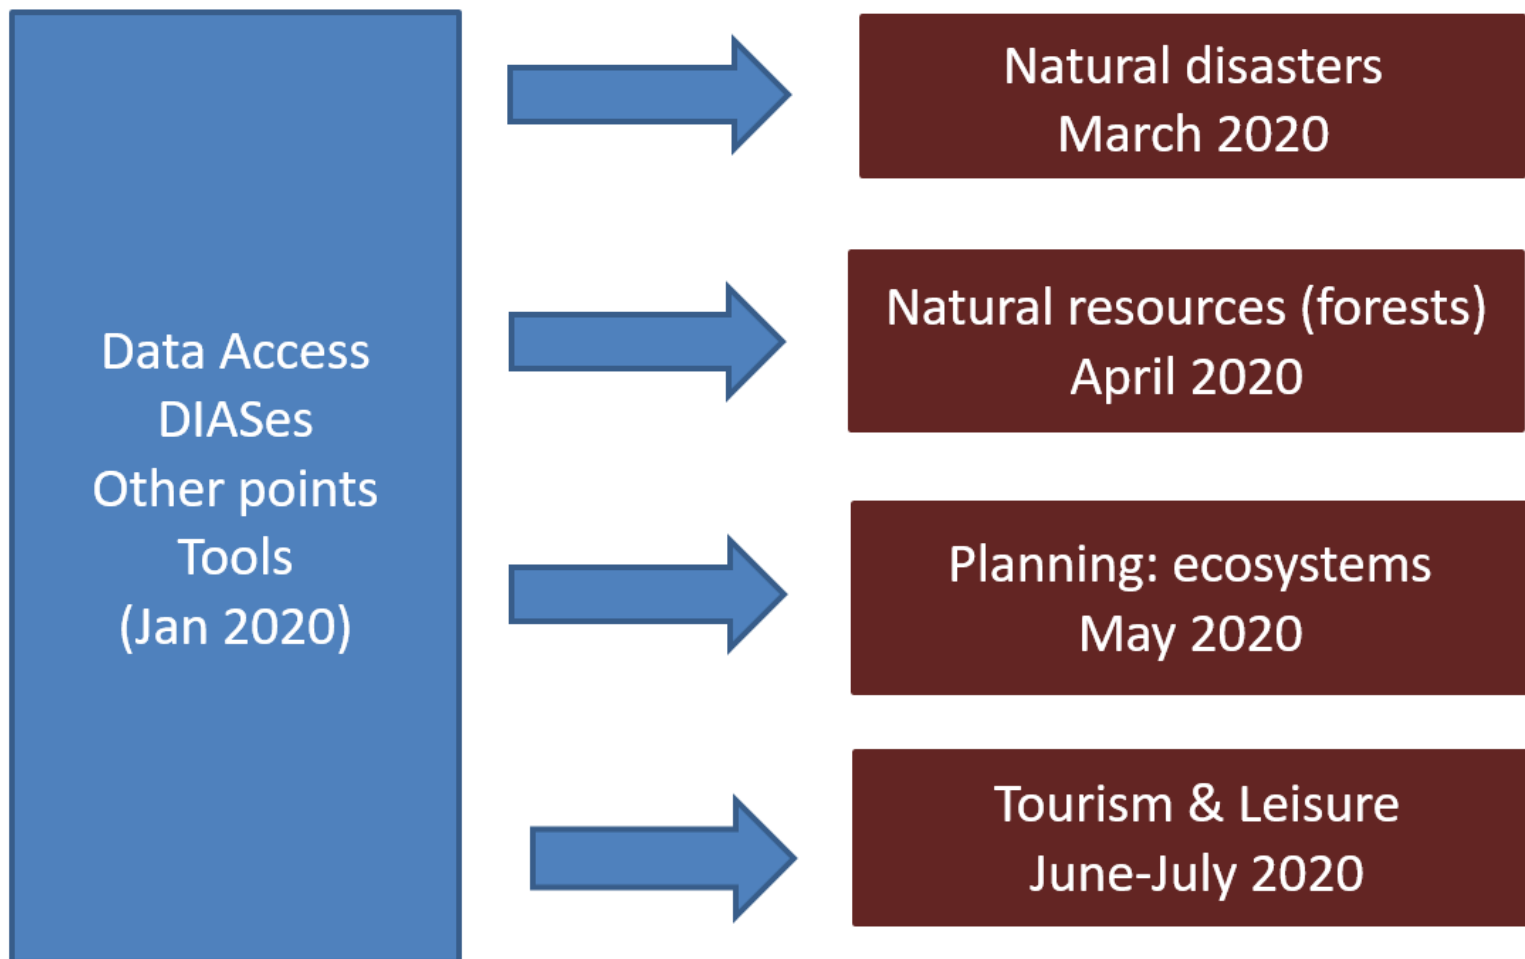 Data Access
DIASes
Other points
Tools
(Jan 2020)
Natural disasters
March 2020
Natural resources (forests)
April 2020
Planning: ecosystems
May 2020
Tourism & Leisure
June-July 2020